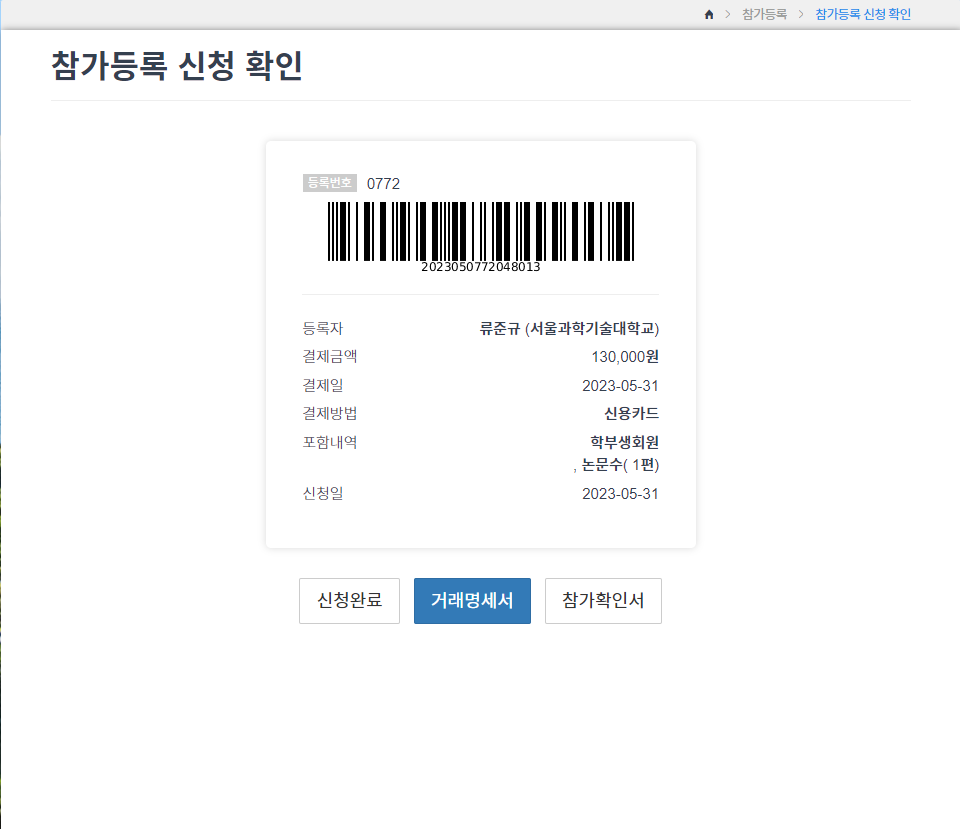 참가등록 참가등록 신청 확인
참가등록 신청 확인
등록번호 0772
2023050772048013
등록자 류준규 (서울과학기술대학교)
결제금액 130,000원
결제일 2023-05-31
결제방법 신용카드
포함내역 학부생회원
, 논문수( 1편)
신청일 2023-05-31
신청완료 거래명세서 참가확인서